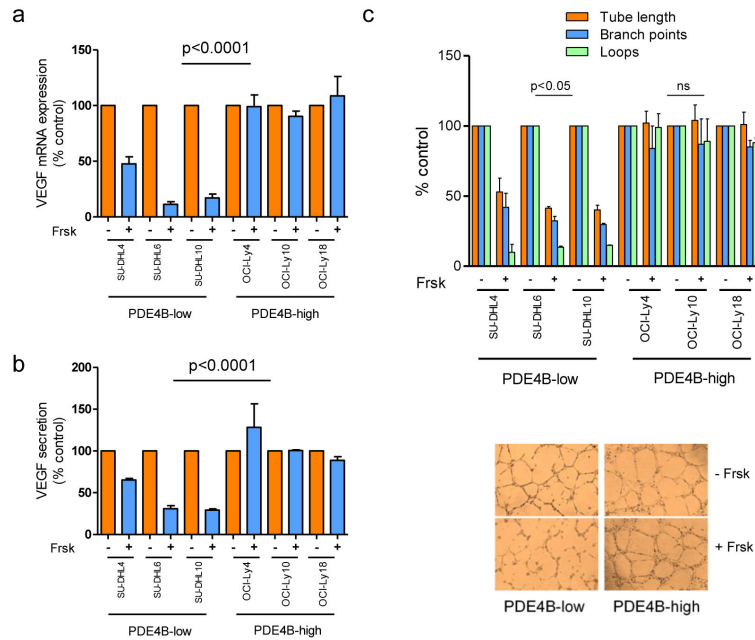 a
p<0.0001
VEGF mRNA expression
(% control)
150
100
50
0
Frsk - + - + - + - + - + - +
SU-DHL4 SU-DHL6 SU-DHL10 OCI-Ly4 OCI-Ly10 OCI-Ly18
PDE4B-low PDE4B-high
b
p<0.0001
VEGF secretion
(% control)
200
150
100
50
0
Frsk - + - + - + - + - + - +
SU-DHL4 SU-DHL6 SU-DHL10 OCI-Ly4 OCI-Ly10 OCI-Ly18
PDE4B-low PDE4B-high
c
Tube length
Branch points
Loops
p<0.05 ns
% control
150
100
50
0
Frsk - + - + - + - + - + - +
SU-DHL4 SU-DHL6 SU-DHL10 OCI-Ly4 OCI-Ly10 OCI-Ly18
PDE4B-low PDE4B-high
- Frsk
+ Frsk
PDE4B-low PDE4B-high